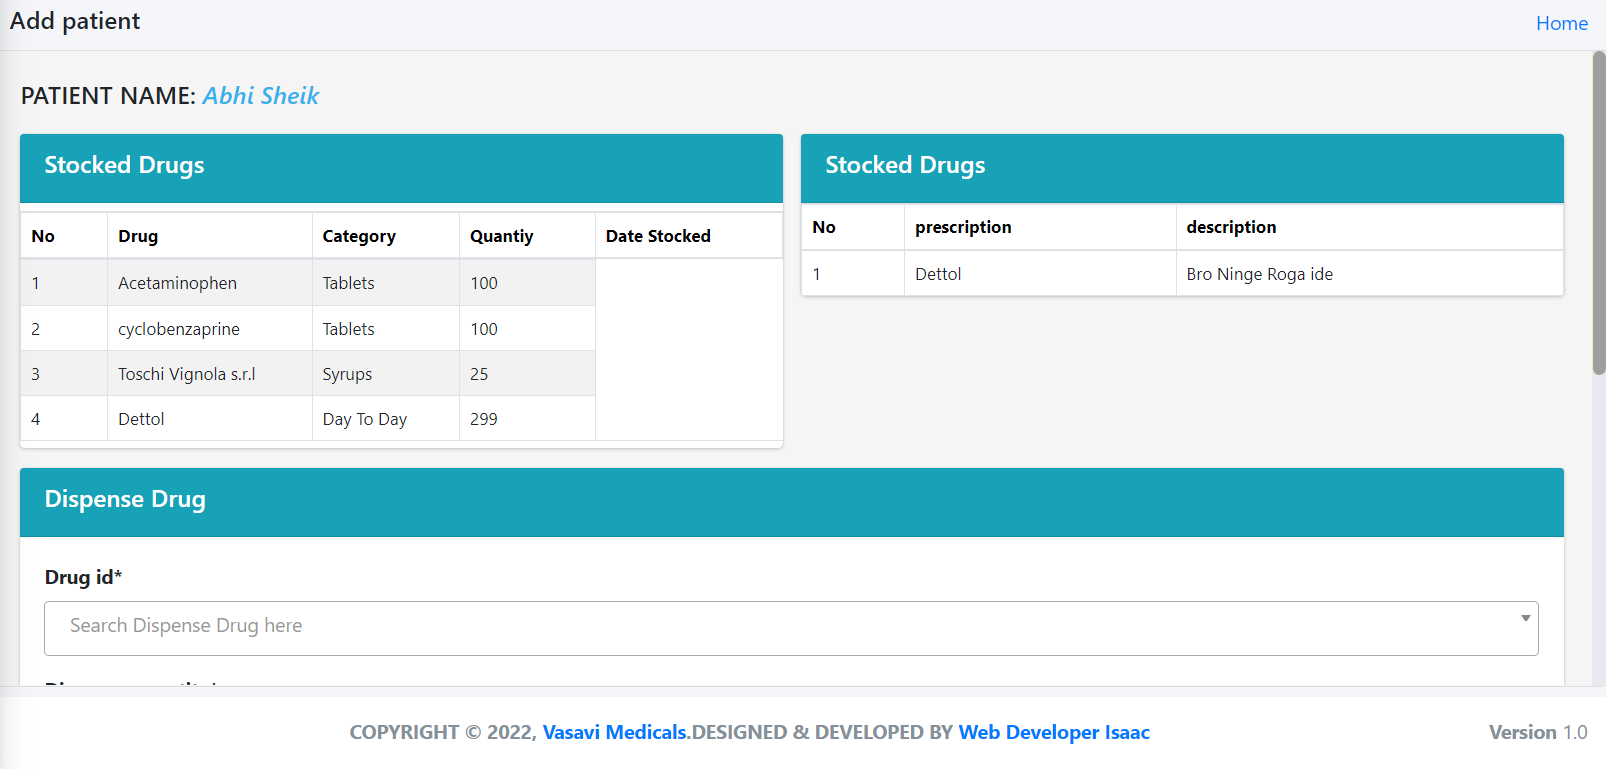 Add patient
Home
PATIENT NAME: Abhi Sheik
Stocked Drugs
No Drug Category Quantiy Date Stocked
1 Acetaminophen Tablets 100
2 cyclobenzaprine Tablets 100
3 Toschi Vignola s.r.l Syrups 25
4 Dettol Day To Day 299
Stocked Drugs
No prescription description
1 Dettol Bro Ninge Roga ide
Dispense Drug
Drug id*
Search Dispense Drug here
COPYRIGHT © 2022, Vasavi Medicals.DESIGNED & DEVELOPED BY Web Developer Isaac
Version 1.0